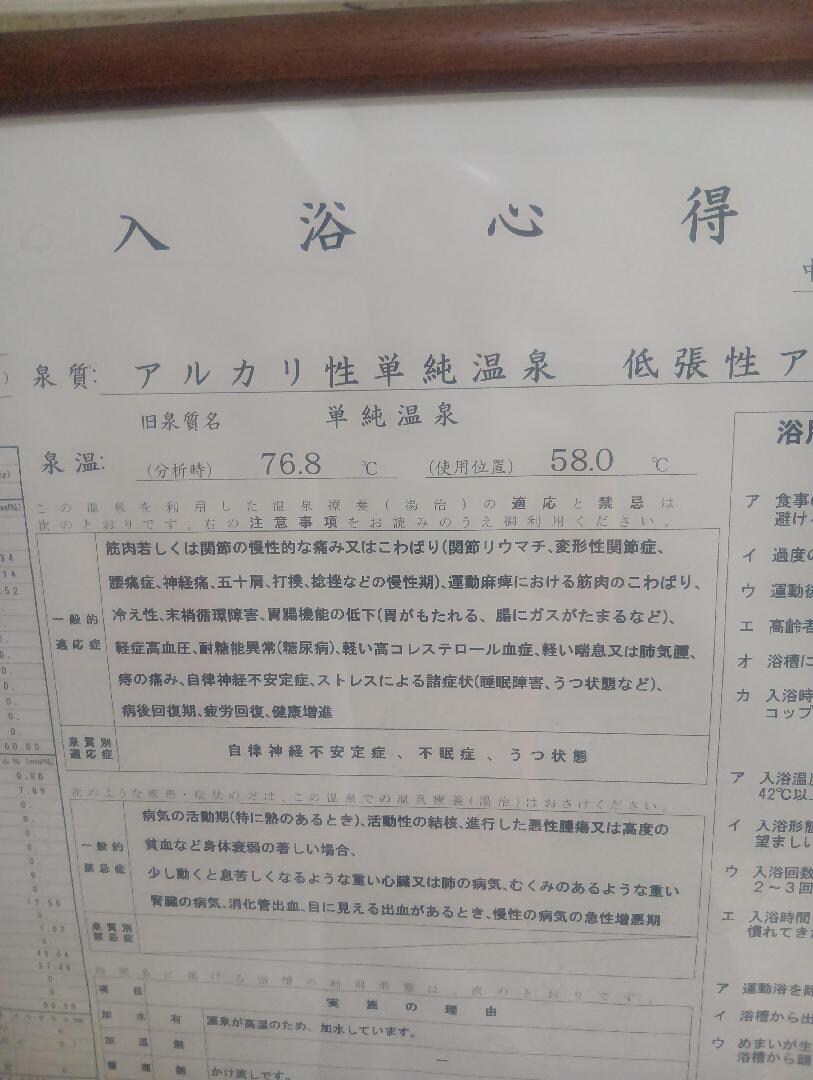 入浴心得
泉質: アルカリ性単純温泉 低張性ア
旧泉質名 単純温泉
泉温: (分析時) 76.8 ℃ (使用位置) 58.0 ℃
この温泉を利用した温泉療養(湯治)の適応と禁忌は
次のとおりです。右の注意事項をお読みのうえ御利用ください。
一般的
適応症
筋肉若しくは関節の慢性的な痛み又はこわばり(関節リウマチ、変形性関節症、
腰痛症、神経痛、五十肩、打撲、捻挫などの慢性期)、運動麻痺における筋肉のこわばり、
冷え性、末梢循環障害、胃腸機能の低下(胃がもたれる、腸にガスがたまるなど)、
軽症高血圧、耐糖能異常(糖尿病)、軽い高コレステロール血症、軽い喘息又は肺気腫、
痔の痛み、自律神経不安定症、ストレスによる諸症状(睡眠障害、うつ状態など)、
病後回復期、疲労回復、健康増進
泉質別
適応症
自律神経不安定症、不眠症、うつ状態
次のような疾患・症状の方は、この温泉での温泉療養(湯治)はおさけください。
一般的
禁忌症
病気の活動期(特に熱のあるとき)、活動性の結核、進行した悪性腫瘍又は高度の
貧血など身体衰弱の著しい場合、
少し動くと息苦しくなるような重い心臓又は肺の病気、むくみのあるような重い
腎臓の病気、消化管出血、目に見える出血があるとき、慢性の病気の急性増悪期
泉質別
禁忌症
項目 実施の理由
加水 有 源泉が高温のため、加水しています。
加温 無 ―
循環 無 かけ流しです。
浴用
ア 食事の
避け
イ 過度の
ウ 運動後
エ 高齢者
オ 浴槽に
カ 入浴時
コップ
ア 入浴温度
42℃以
イ 入浴形態
望まし
ウ 入浴回数
2～3回
エ 入浴時間
慣れてき
ア 運動浴を除
イ 浴槽から出
ウ めまいが生
浴槽から頭